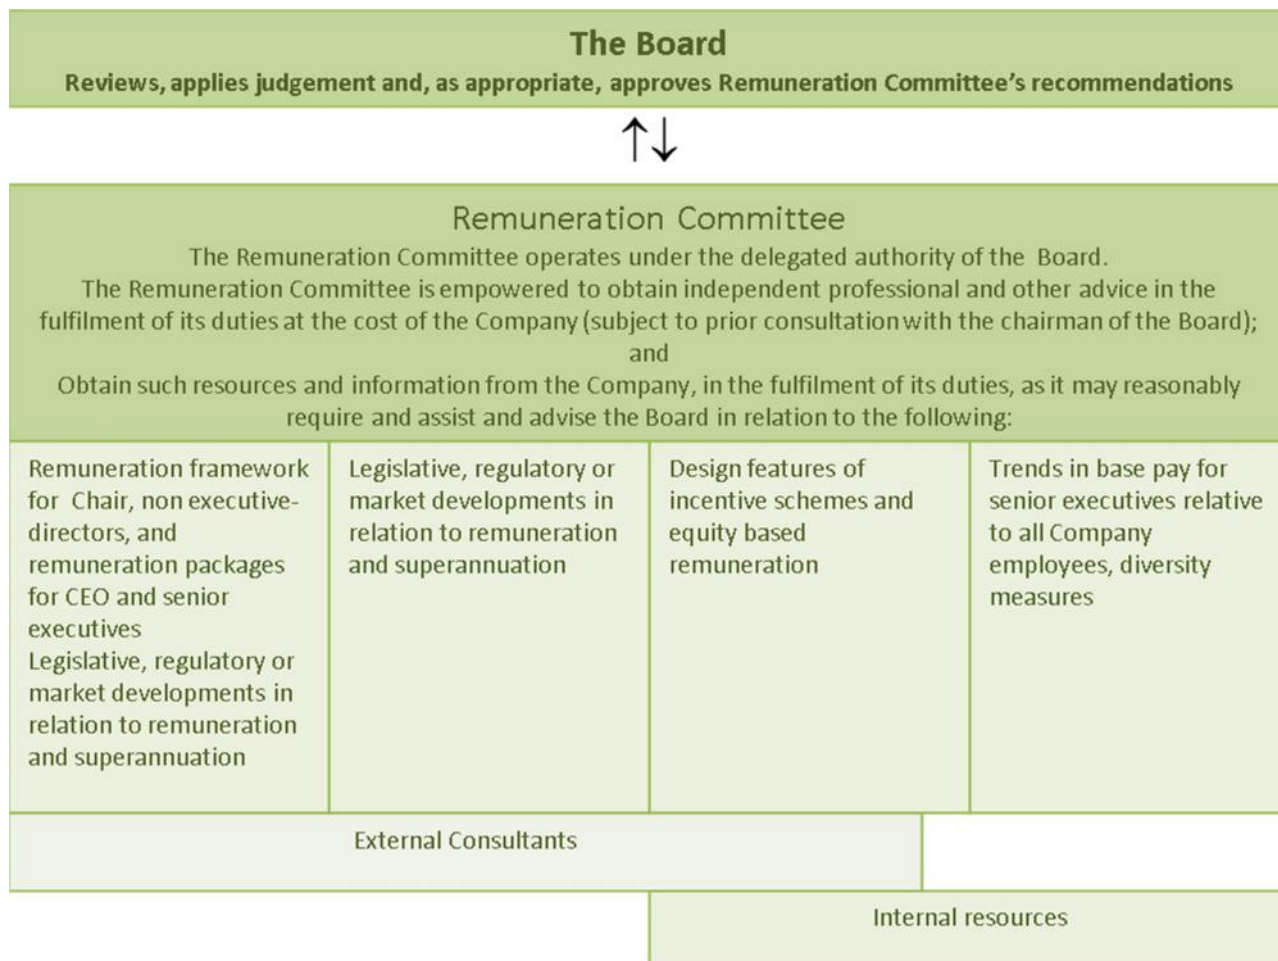 The Board
Reviews, applies judgement and, as appropriate, approves Remuneration Committee's recommendations
↑↓
Remuneration Committee
The Remuneration Committee operates under the delegated authority of the Board.
The Remuneration Committee is empowered to obtain independent professional and other advice in the
fulfilment of its duties at the cost of the Company (subject to prior consultation with the chairman of the Board);
and
Obtain such resources and information from the Company, in the fulfilment of its duties, as it may reasonably
require and assist and advise the Board in relation to the following:
Remuneration framework
for Chair, non executive-
directors, and
remuneration packages
for CEO and senior
executives
Legislative, regulatory or
market developments in
relation to remuneration
and superannuation
Legislative, regulatory or
market developments in
relation to remuneration
and superannuation
Design features of
incentive schemes and
equity based
remuneration
Trends in base pay for
senior executives relative
to all Company
employees, diversity
measures
External Consultants
Internal resources